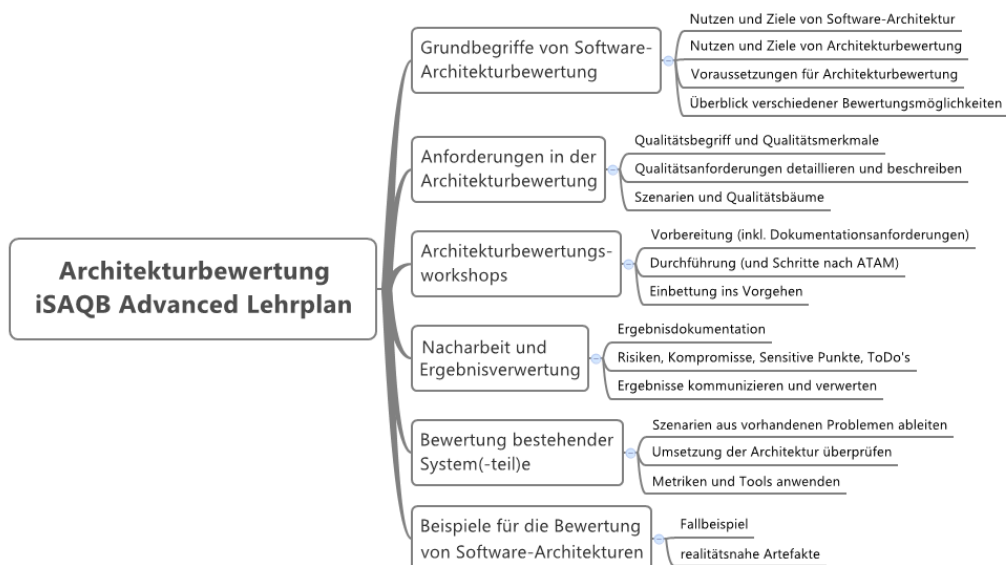 Architekturbewertung
iSAQB Advanced Lehrplan
Grundbegriffe von Software-
Architekturbewertung
Nutzen und Ziele von Software-Architektur
Nutzen und Ziele von Architekturbewertung
Voraussetzungen für Architekturbewertung
Überblick verschiedener Bewertungsmöglichkeiten
Anforderungen in der
Architekturbewertung
Qualitätsbegriff und Qualitätsmerkmale
Qualitätsanforderungen detaillieren und beschreiben
Szenarien und Qualitätsbäume
Architekturbewertungs-
workshops
Vorbereitung (inkl. Dokumentationsanforderungen)
Durchführung (und Schritte nach ATAM)
Einbettung ins Vorgehen
Nacharbeit und
Ergebnisverwertung
Ergebnisdokumentation
Risiken, Kompromisse, Sensitive Punkte, ToDo's
Ergebnisse kommunizieren und verwerten
Bewertung bestehender
System(-teil)e
Szenarien aus vorhandenen Problemen ableiten
Umsetzung der Architektur überprüfen
Metriken und Tools anwenden
Beispiele für die Bewertung
von Software-Architekturen
Fallbeispiel
realitätsnahe Artefakte